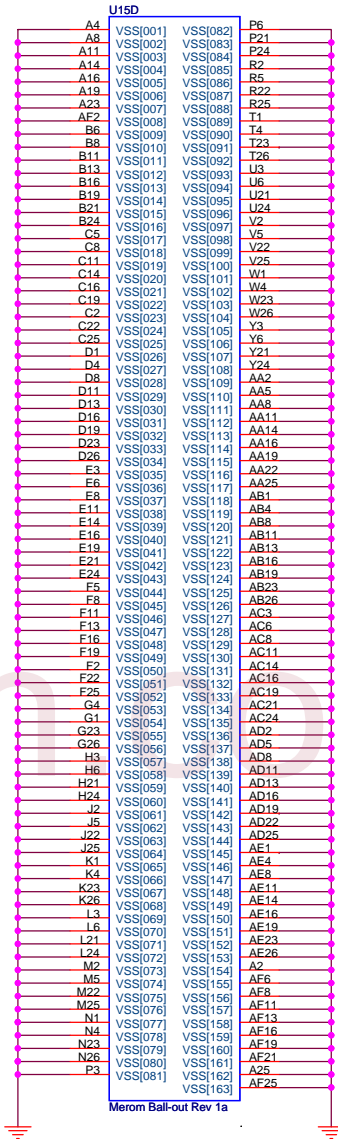 U15D
A4 VSS[001] VSS[082] P6
A8 VSS[002] VSS[083] P21
A11 VSS[003] VSS[084] P24
A14 VSS[004] VSS[085] R2
A16 VSS[005] VSS[086] R5
A19 VSS[006] VSS[087] R22
A23 VSS[007] VSS[088] R25
AF2 VSS[008] VSS[089] T1
B6 VSS[009] VSS[090] T4
B8 VSS[010] VSS[091] T23
B11 VSS[011] VSS[092] T26
B13 VSS[012] VSS[093] U3
B16 VSS[013] VSS[094] U6
B19 VSS[014] VSS[095] U21
B21 VSS[015] VSS[096] U24
B24 VSS[016] VSS[097] V2
C5 VSS[017] VSS[098] V5
C8 VSS[018] VSS[099] V22
C11 VSS[019] VSS[100] V25
C14 VSS[020] VSS[101] W1
C16 VSS[021] VSS[102] W4
C19 VSS[022] VSS[103] W23
C2 VSS[023] VSS[104] W26
C22 VSS[024] VSS[105] Y3
C25 VSS[025] VSS[106] Y6
D1 VSS[026] VSS[107] Y21
D4 VSS[027] VSS[108] Y24
D8 VSS[028] VSS[109] AA2
D11 VSS[029] VSS[110] AA5
D13 VSS[030] VSS[111] AA8
D16 VSS[031] VSS[112] AA11
D19 VSS[032] VSS[113] AA14
D23 VSS[033] VSS[114] AA16
D26 VSS[034] VSS[115] AA19
E3 VSS[035] VSS[116] AA22
E6 VSS[036] VSS[117] AA25
E8 VSS[037] VSS[118] AB1
E11 VSS[038] VSS[119] AB4
E14 VSS[039] VSS[120] AB8
E16 VSS[040] VSS[121] AB11
E19 VSS[041] VSS[122] AB13
E21 VSS[042] VSS[123] AB16
E24 VSS[043] VSS[124] AB19
F5 VSS[044] VSS[125] AB23
F8 VSS[045] VSS[126] AB26
F11 VSS[046] VSS[127] AC3
F13 VSS[047] VSS[128] AC6
F16 VSS[048] VSS[129] AC8
F19 VSS[049] VSS[130] AC11
F2 VSS[050] VSS[131] AC14
F22 VSS[051] VSS[132] AC16
F25 VSS[052] VSS[133] AC19
G4 VSS[053] VSS[134] AC21
G1 VSS[054] VSS[135] AC24
G23 VSS[055] VSS[136] AD2
G26 VSS[056] VSS[137] AD5
H3 VSS[057] VSS[138] AD8
H6 VSS[058] VSS[139] AD11
H21 VSS[059] VSS[140] AD13
H24 VSS[060] VSS[141] AD16
J2 VSS[061] VSS[142] AD19
J5 VSS[062] VSS[143] AD22
J22 VSS[063] VSS[144] AD25
J25 VSS[064] VSS[145] AE1
K1 VSS[065] VSS[146] AE4
K4 VSS[066] VSS[147] AE8
K23 VSS[067] VSS[148] AE11
K26 VSS[068] VSS[149] AE14
L3 VSS[069] VSS[150] AE16
L6 VSS[070] VSS[151] AE19
L21 VSS[071] VSS[152] AE23
L24 VSS[072] VSS[153] AE26
M2 VSS[073] VSS[154] A2
M5 VSS[074] VSS[155] AF6
M22 VSS[075] VSS[156] AF8
M25 VSS[076] VSS[157] AF11
N1 VSS[077] VSS[158] AF13
N4 VSS[078] VSS[159] AF16
N23 VSS[079] VSS[160] AF19
N26 VSS[080] VSS[161] AF21
P3 VSS[081] VSS[162] A25
VSS[163] AF25
Merom Ball-out Rev 1a